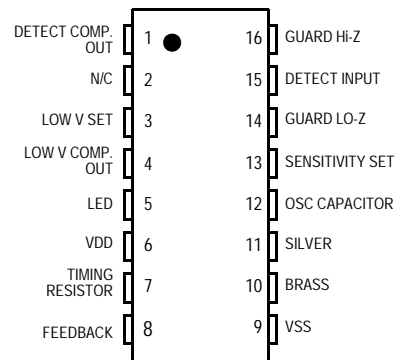 DETECT COMP.
OUT
1
16
GUARD Hi-Z
N/C
2
15
DETECT INPUT
LOW V SET
3
14
GUARD LO-Z
LOW V COMP.
OUT
4
13
SENSITIVITY SET
LED
5
12
OSC CAPACITOR
VDD
6
11
SILVER
TIMING
RESISTOR
7
10
BRASS
FEEDBACK
8
9
VSS